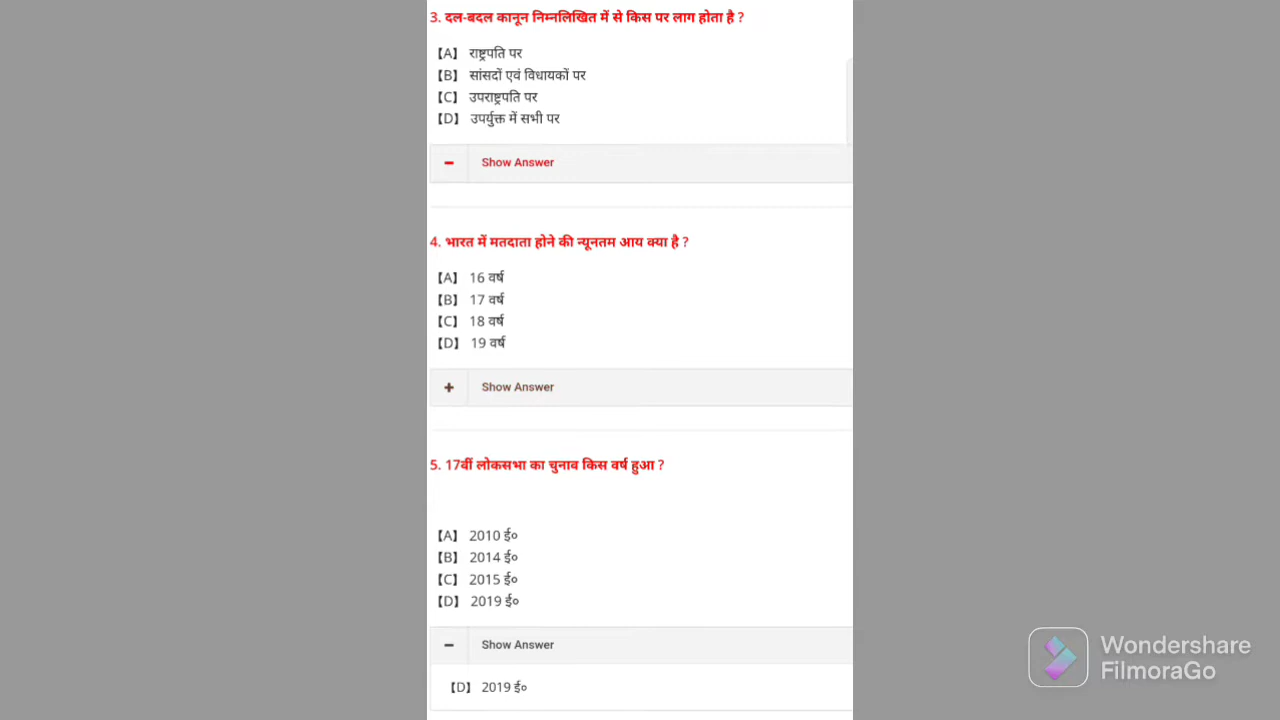 3. दल-बदल कानून निम्नलिखित में से किस पर लाग होता है ?
【A】 राष्ट्रपति पर
【B】 सांसदों एवं विधायकों पर
【C】 उपराष्ट्रपति पर
【D】 उपर्युक्त में सभी पर
− Show Answer
4. भारत में मतदाता होने की न्यूनतम आय क्या है ?
【A】 16 वर्ष
【B】 17 वर्ष
【C】 18 वर्ष
【D】 19 वर्ष
+ Show Answer
5. 17वीं लोकसभा का चुनाव किस वर्ष हुआ ?
【A】 2010 ई०
【B】 2014 ई०
【C】 2015 ई०
【D】 2019 ई०
− Show Answer
【D】 2019 ई०
Wondershare
FilmoraGo